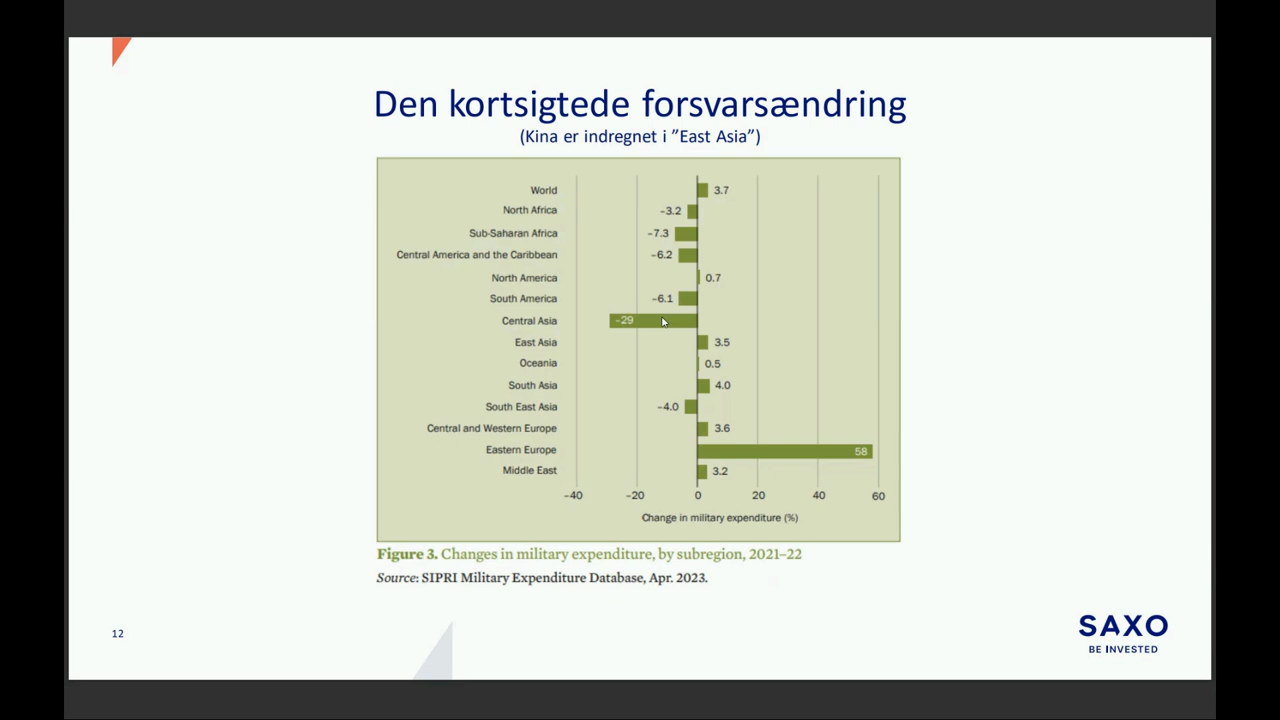 Den kortsigtede forsvarsændring
(Kina er indregnet i ”East Asia”)
World 3.7
North Africa −3.2
Sub-Saharan Africa −7.3
Central America and the Caribbean −6.2
North America 0.7
South America −6.1
Central Asia −29
East Asia 3.5
Oceania 0.5
South Asia 4.0
South East Asia −4.0
Central and Western Europe 3.6
Eastern Europe 58
Middle East 3.2
−40 −20 0 20 40 60
Change in military expenditure (%)
Figure 3. Changes in military expenditure, by subregion, 2021–22
Source: SIPRI Military Expenditure Database, Apr. 2023.
12
SAXO
BE INVESTED